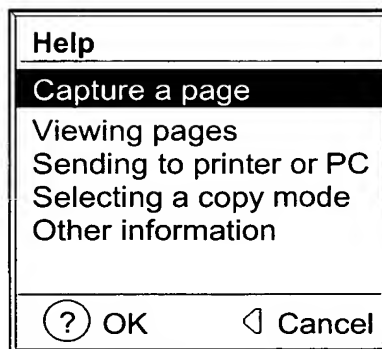 Help
Capture a page
Viewing pages
Sending to printer or PC
Selecting a copy mode
Other information
? OK Cancel